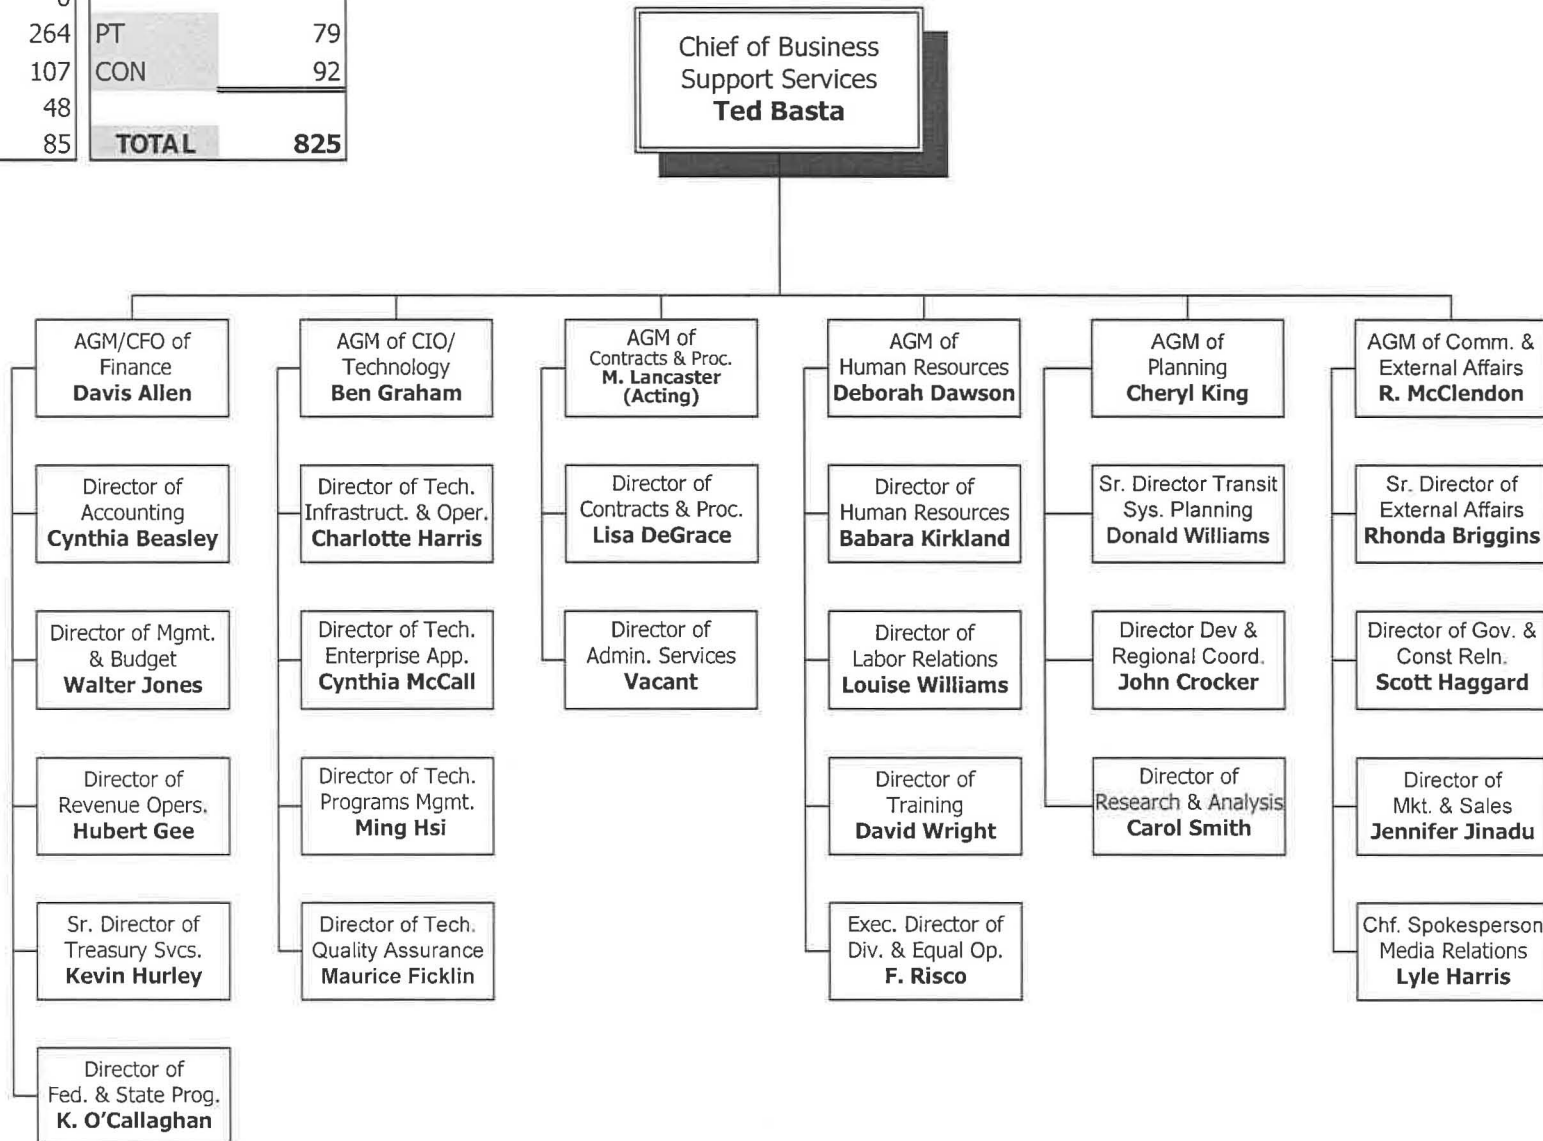 264 PT 79
107 CON 92
48
85 TOTAL 825
Chief of Business
Support Services
Ted Basta
AGM/CFO of
Finance
Davis Allen
Director of
Accounting
Cynthia Beasley
Director of Mgmt.
& Budget
Walter Jones
Director of
Revenue Opers.
Hubert Gee
Sr. Director of
Treasury Svcs.
Kevin Hurley
Director of
Fed. & State Prog.
K. O'Callaghan
AGM of CIO/
Technology
Ben Graham
Director of Tech.
Infrastruct. & Oper.
Charlotte Harris
Director of Tech.
Enterprise App.
Cynthia McCall
Director of Tech.
Programs Mgmt.
Ming Hsi
Director of Tech.
Quality Assurance
Maurice Ficklin
AGM of
Contracts & Proc.
M. Lancaster
(Acting)
Director of
Contracts & Proc.
Lisa DeGrace
Director of
Admin. Services
Vacant
AGM of
Human Resources
Deborah Dawson
Director of
Human Resources
Babara Kirkland
Director of
Labor Relations
Louise Williams
Director of
Training
David Wright
Exec. Director of
Div. & Equal Op.
F. Risco
AGM of
Planning
Cheryl King
Sr. Director Transit
Sys. Planning
Donald Williams
Director Dev &
Regional Coord.
John Crocker
Director of
Research & Analysis
Carol Smith
AGM of Comm. &
External Affairs
R. McClendon
Sr. Director of
External Affairs
Rhonda Briggins
Director of Gov. &
Const Reln.
Scott Haggard
Director of
Mkt. & Sales
Jennifer Jinadu
Chf. Spokesperson
Media Relations
Lyle Harris